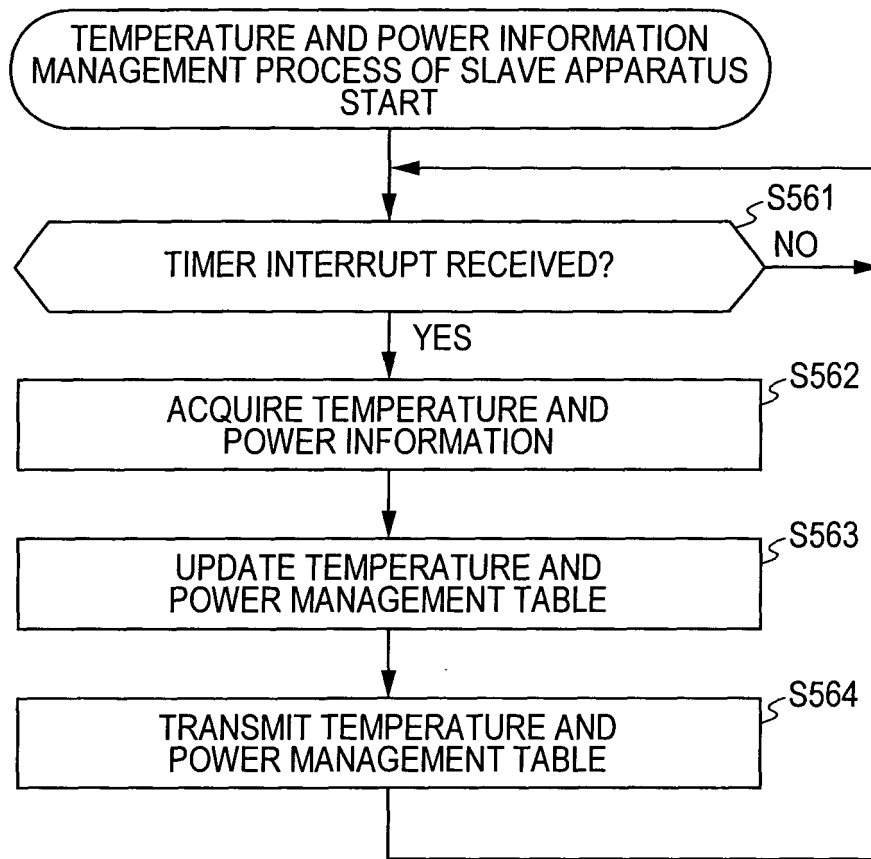 TEMPERATURE AND POWER INFORMATION
MANAGEMENT PROCESS OF SLAVE APPARATUS
START
S561
TIMER INTERRUPT RECEIVED?
NO
YES
S562
ACQUIRE TEMPERATURE AND
POWER INFORMATION
S563
UPDATE TEMPERATURE AND
POWER MANAGEMENT TABLE
S564
TRANSMIT TEMPERATURE AND
POWER MANAGEMENT TABLE